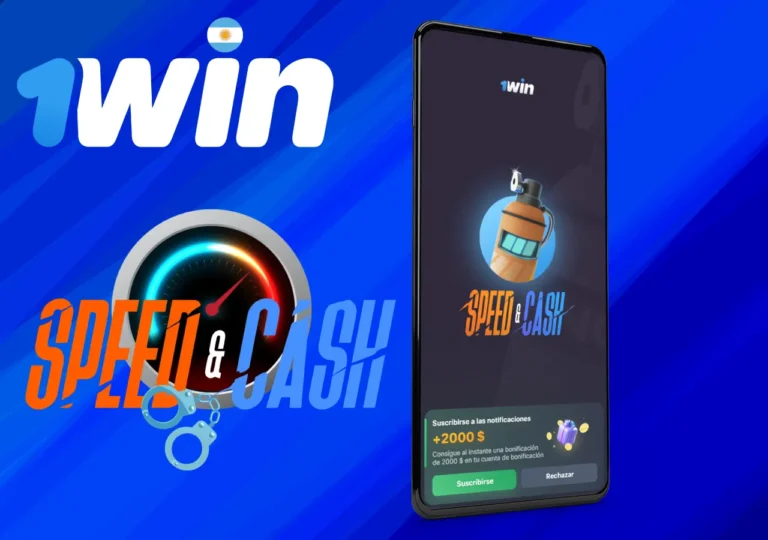 1win
SPEED & CASH
1win
SPEED & CASH
Suscribirse a las notificaciones
+2000 $
Consigue al instante una bonificación
de 2000 $ en tu cuenta de bonificación
Suscribirse
Rechazar